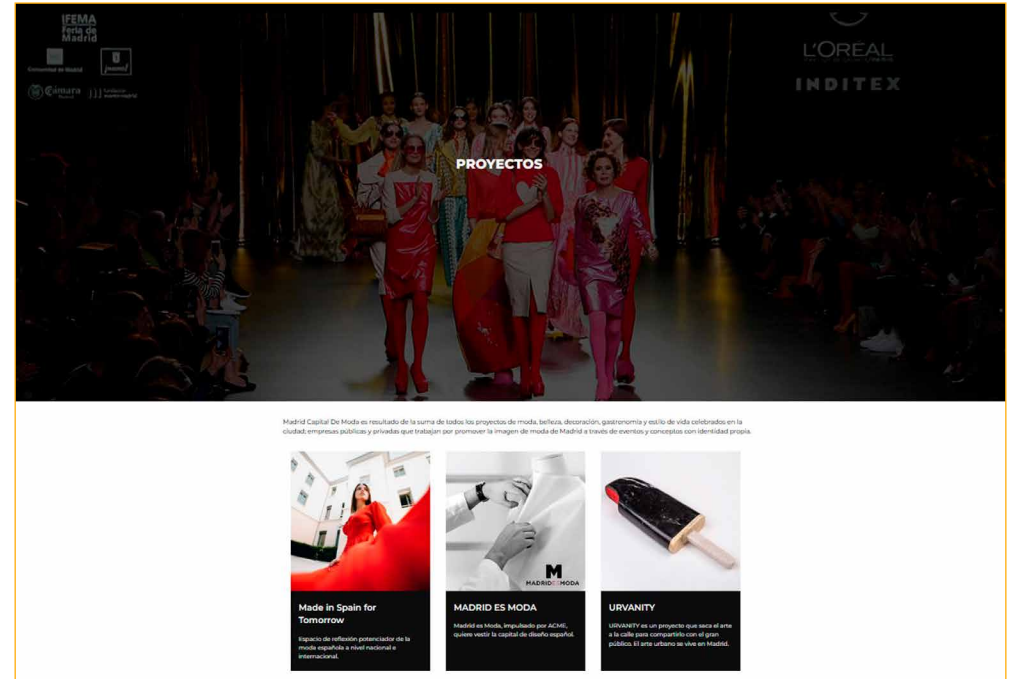 IFEMA
Feria de
Madrid
Comunidad de Madrid
Cámara
L'ORÉAL
INDITEX
PROYECTOS
Madrid Capital De Moda es resultado de la suma de todos los proyectos de moda, belleza, decoración, gastronomía y estilo de vida celebrados en la
ciudad; empresas públicas y privadas que trabajan por promover la imagen de moda de Madrid a través de eventos y conceptos con identidad propia.
M
MADRIDESMODA
Made in Spain for
Tomorrow
Espacio de reflexión potenciador de la
moda española a nivel nacional e
internacional.
MADRID ES MODA
Madrid es Moda, impulsado por ACME,
quiere vestir la capital de diseño español.
URVANITY
URVANITY es un proyecto que saca el arte
a la calle para compartirlo con el gran
público. El arte urbano se vive en Madrid.